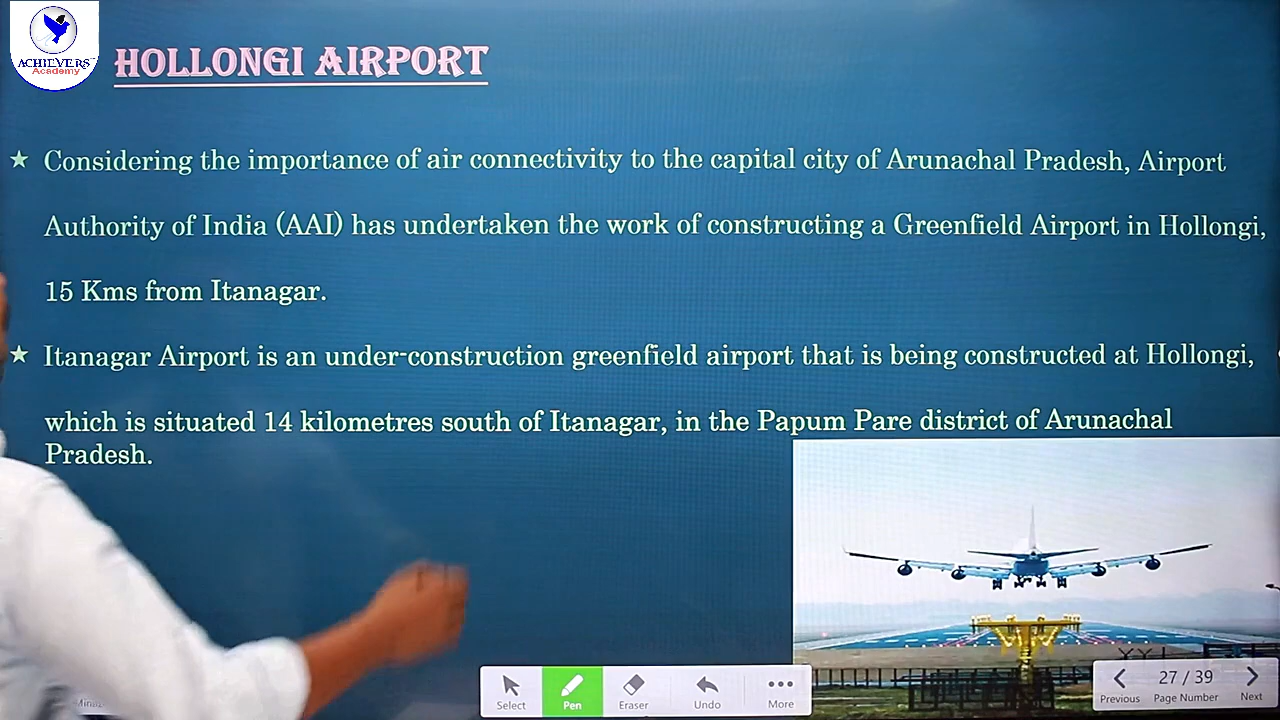 ACHIEVERS
Academy
HOLLONGI AIRPORT
★ Considering the importance of air connectivity to the capital city of Arunachal Pradesh, Airport
Authority of India (AAI) has undertaken the work of constructing a Greenfield Airport in Hollongi,
15 Kms from Itanagar.
★ Itanagar Airport is an under-construction greenfield airport that is being constructed at Hollongi,
which is situated 14 kilometres south of Itanagar, in the Papum Pare district of Arunachal
Pradesh.
Select Pen Eraser Undo More
27 / 39
Previous Page Number Next